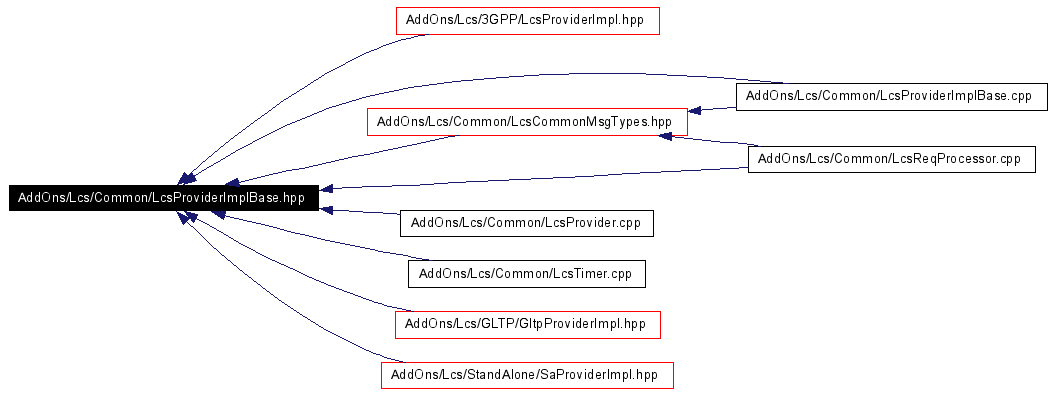 AddOns/Lcs/3GPP/LcsProviderImpl.hpp
AddOns/Lcs/Common/LcsProviderImplBase.cpp
AddOns/Lcs/Common/LcsCommonMsgTypes.hpp
AddOns/Lcs/Common/LcsReqProcessor.cpp
AddOns/Lcs/Common/LcsProviderImplBase.hpp
AddOns/Lcs/Common/LcsProvider.cpp
AddOns/Lcs/Common/LcsTimer.cpp
AddOns/Lcs/GLTP/GltpProviderImpl.hpp
AddOns/Lcs/StandAlone/SaProviderImpl.hpp